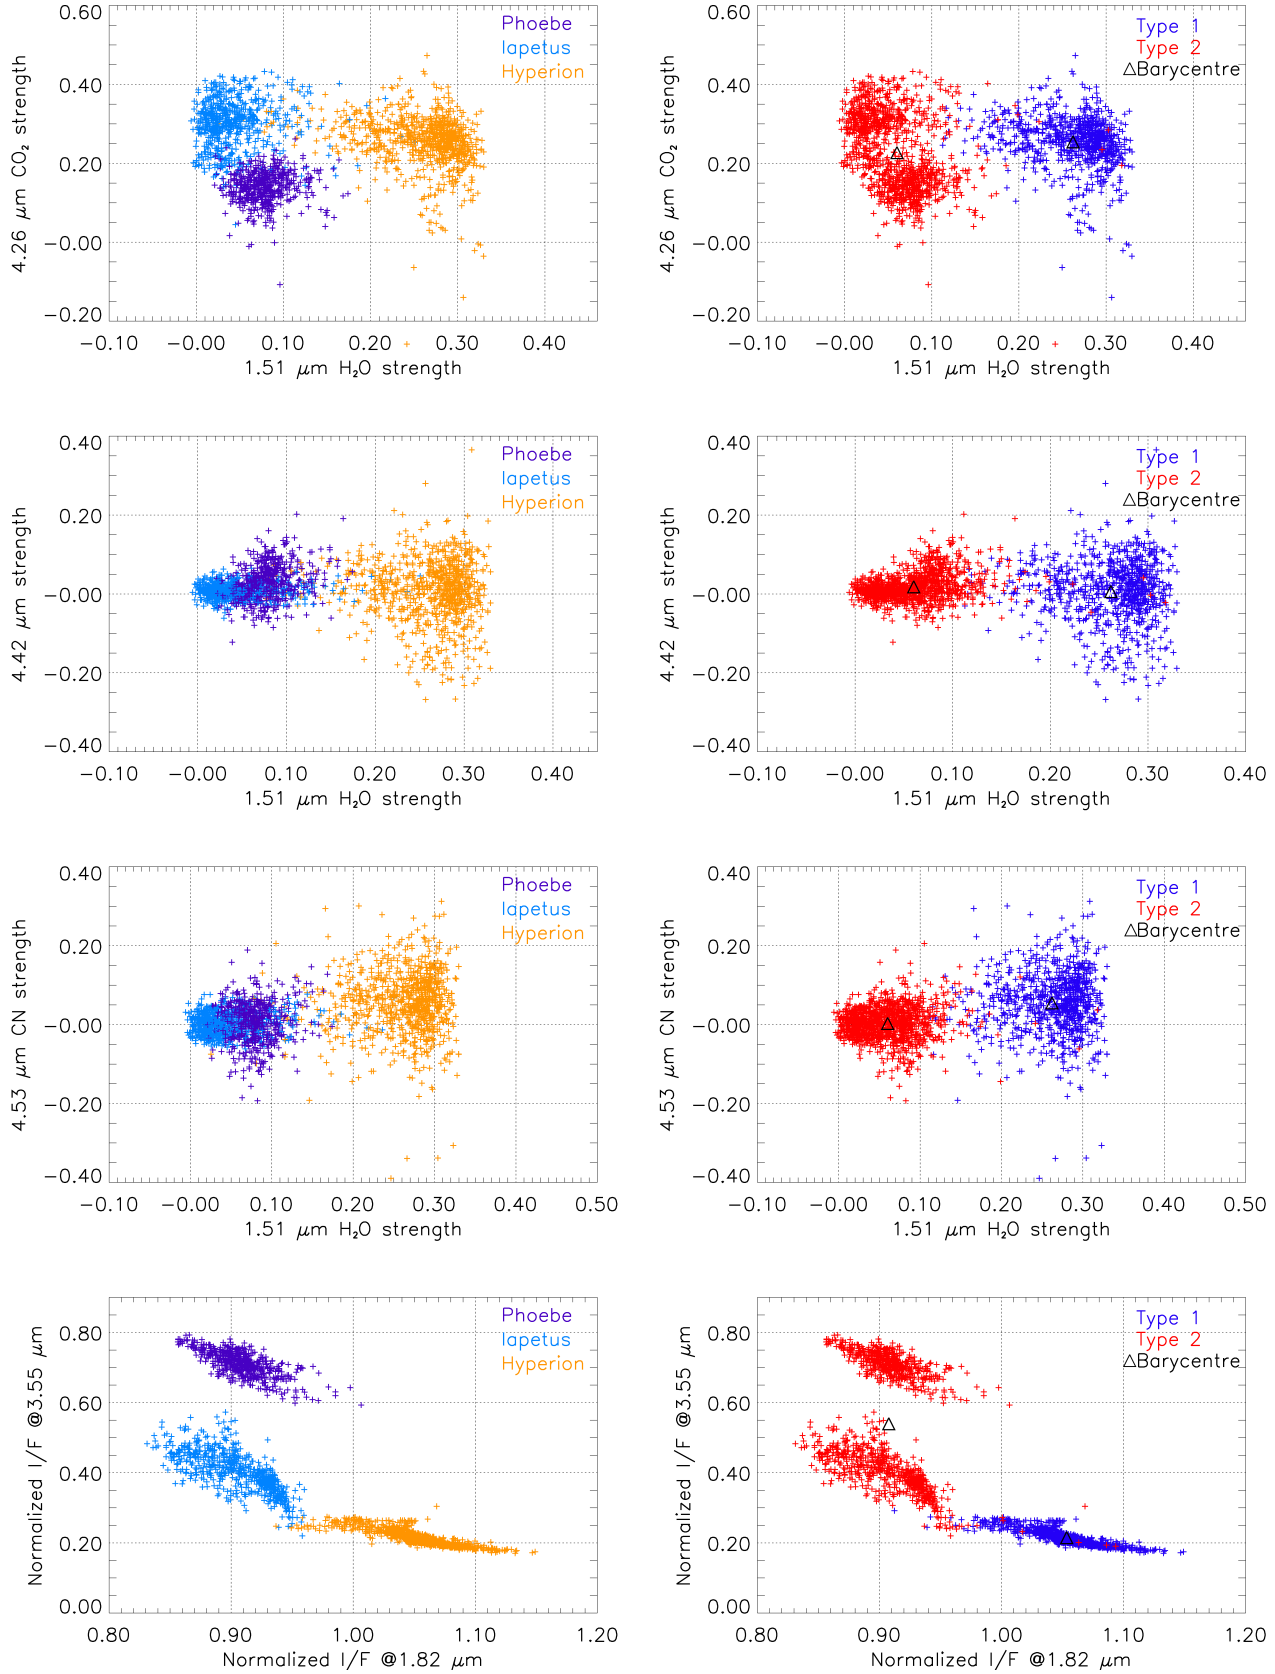 0.60
0.40
0.20
−0.00
−0.20
4.26 μm CO₂ strength
Phoebe
Iapetus
Hyperion
−0.10 −0.00 0.10 0.20 0.30 0.40
1.51 μm H₂O strength
0.60
0.40
0.20
−0.00
−0.20
4.26 μm CO₂ strength
Type 1
Type 2
△Barycentre
−0.10 −0.00 0.10 0.20 0.30 0.40
1.51 μm H₂O strength
0.40
0.20
−0.00
−0.20
−0.40
4.42 μm strength
Phoebe
Iapetus
Hyperion
−0.10 −0.00 0.10 0.20 0.30 0.40
1.51 μm H₂O strength
0.40
0.20
−0.00
−0.20
−0.40
4.42 μm strength
Type 1
Type 2
△Barycentre
−0.10 −0.00 0.10 0.20 0.30 0.40
1.51 μm H₂O strength
0.40
0.20
−0.00
−0.20
−0.40
4.53 μm CN strength
Phoebe
Iapetus
Hyperion
−0.10 −0.00 0.10 0.20 0.30 0.40 0.50
1.51 μm H₂O strength
0.40
0.20
−0.00
−0.20
−0.40
4.53 μm CN strength
Type 1
Type 2
△Barycentre
−0.10 −0.00 0.10 0.20 0.30 0.40 0.50
1.51 μm H₂O strength
0.80
0.60
0.40
0.20
0.00
Normalized I/F @3.55 μm
Phoebe
Iapetus
Hyperion
0.80 0.90 1.00 1.10 1.20
Normalized I/F @1.82 μm
0.80
0.60
0.40
0.20
0.00
Normalized I/F @3.55 μm
Type 1
Type 2
△Barycentre
0.80 0.90 1.00 1.10 1.20
Normalized I/F @1.82 μm